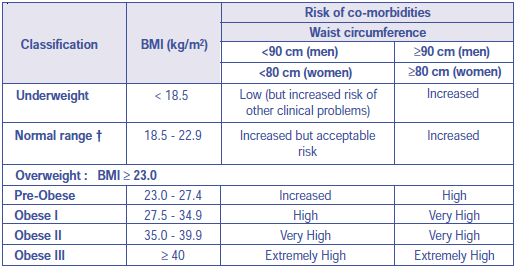 Classification
BMI (kg/m²)
Risk of co-morbidities
Waist circumference
<90 cm (men)
≥90 cm (men)
<80 cm (women)
≥80 cm (women)
Underweight
< 18.5
Low (but increased risk of
other clinical problems)
Increased
Normal range †
18.5 - 22.9
Increased but acceptable
risk
Increased
Overweight : BMI ≥ 23.0
Pre-Obese
23.0 - 27.4
Increased
High
Obese I
27.5 - 34.9
High
Very High
Obese II
35.0 - 39.9
Very High
Very High
Obese III
≥ 40
Extremely High
Extremely High